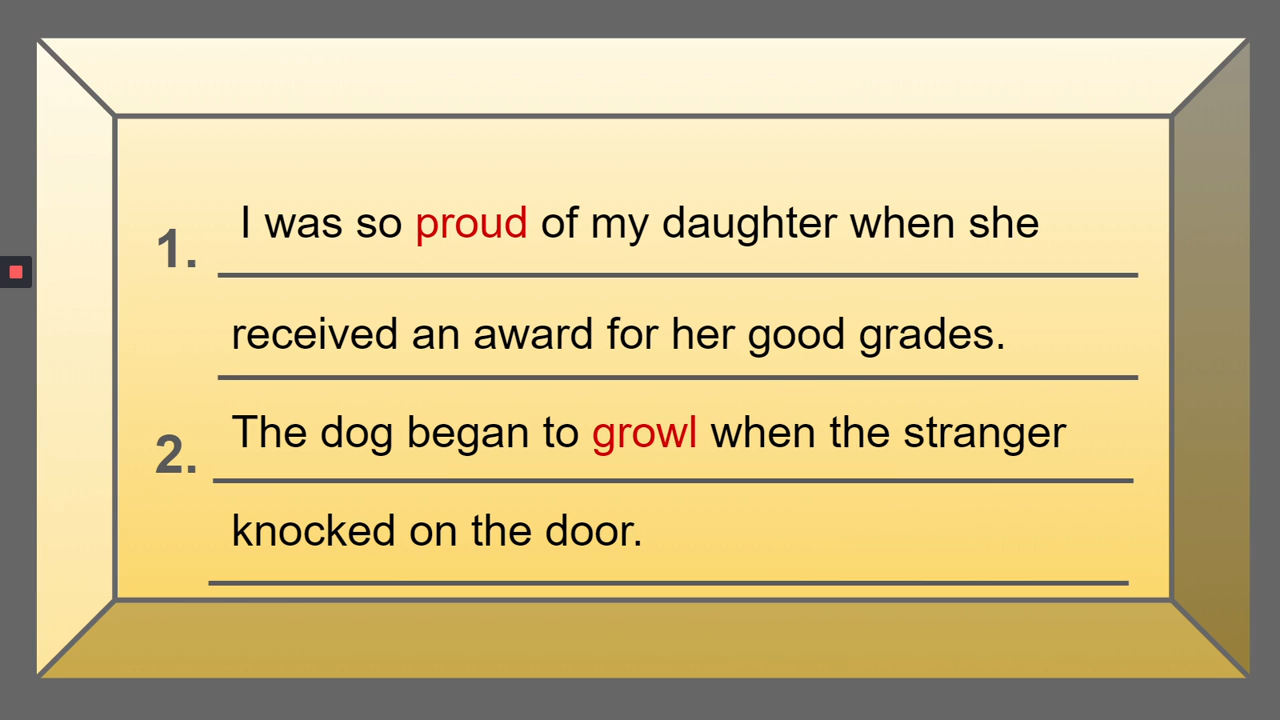 1. I was so proud of my daughter when she
received an award for her good grades.
2. The dog began to growl when the stranger
knocked on the door.